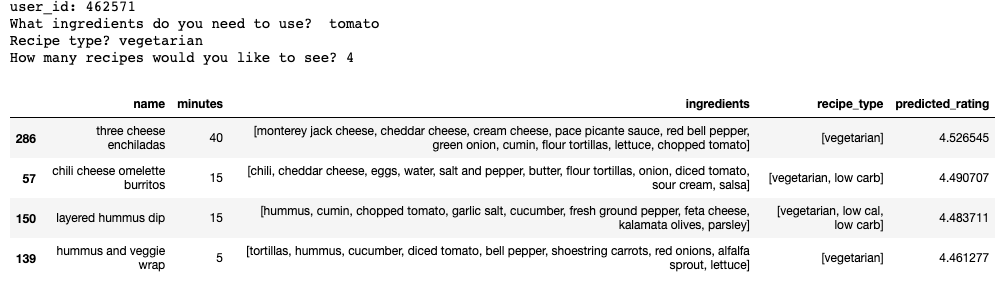 user_id: 462571
What ingredients do you need to use?  tomato
Recipe type? vegetarian
How many recipes would you like to see? 4
name minutes ingredients recipe_type predicted_rating
286 three cheese enchiladas 40 [monterey jack cheese, cheddar cheese, cream cheese, pace picante sauce, red bell pepper, green onion, cumin, flour tortillas, lettuce, chopped tomato] [vegetarian] 4.526545
57 chili cheese omelette burritos 15 [chili, cheddar cheese, eggs, water, salt and pepper, butter, flour tortillas, onion, diced tomato, sour cream, salsa] [vegetarian, low carb] 4.490707
150 layered hummus dip 15 [hummus, cumin, chopped tomato, garlic salt, cucumber, fresh ground pepper, feta cheese, kalamata olives, parsley] [vegetarian, low cal, low carb] 4.483711
139 hummus and veggie wrap 5 [tortillas, hummus, cucumber, diced tomato, bell pepper, shoestring carrots, red onions, alfalfa sprout, lettuce] [vegetarian] 4.461277